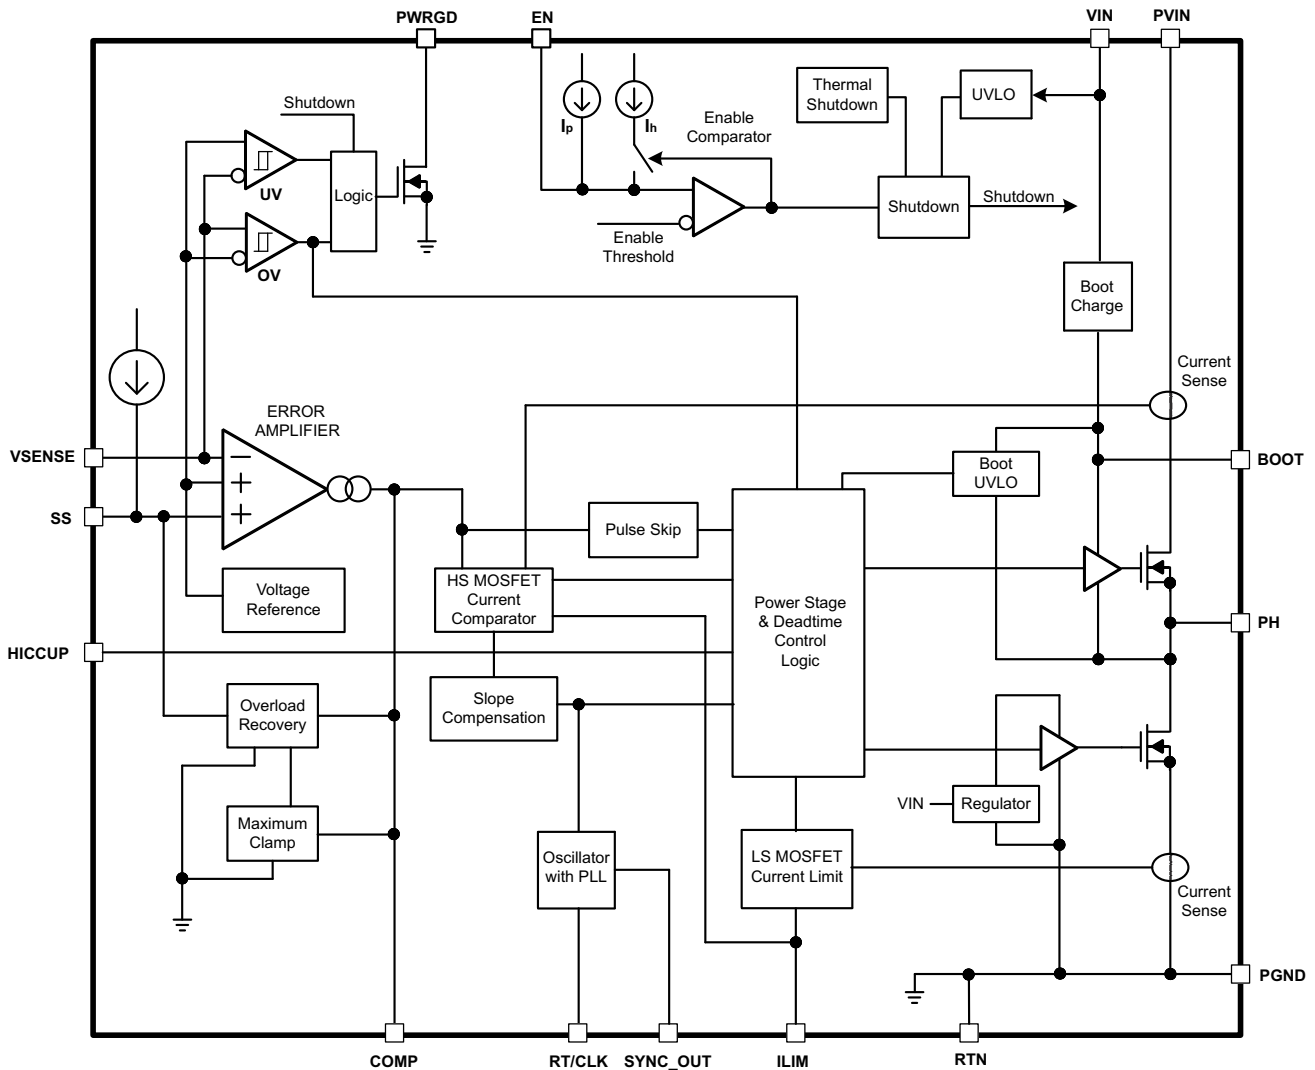 PWRGD
EN
VIN
PVIN
Shutdown
Thermal
Shutdown
UVLO
Ip
Ih
Enable
Comparator
UV
Logic
Shutdown
Shutdown
Enable
Threshold
OV
Boot
Charge
Current
Sense
ERROR
AMPLIFIER
VSENSE
−
+
+
SS
BOOT
Boot
UVLO
Pulse Skip
Voltage
Reference
HS MOSFET
Current
Comparator
Power Stage
& Deadtime
Control
Logic
PH
HICCUP
Overload
Recovery
Slope
Compensation
VIN
Regulator
Maximum
Clamp
Oscillator
with PLL
LS MOSFET
Current Limit
Current
Sense
PGND
COMP
RT/CLK
SYNC_OUT
ILIM
RTN